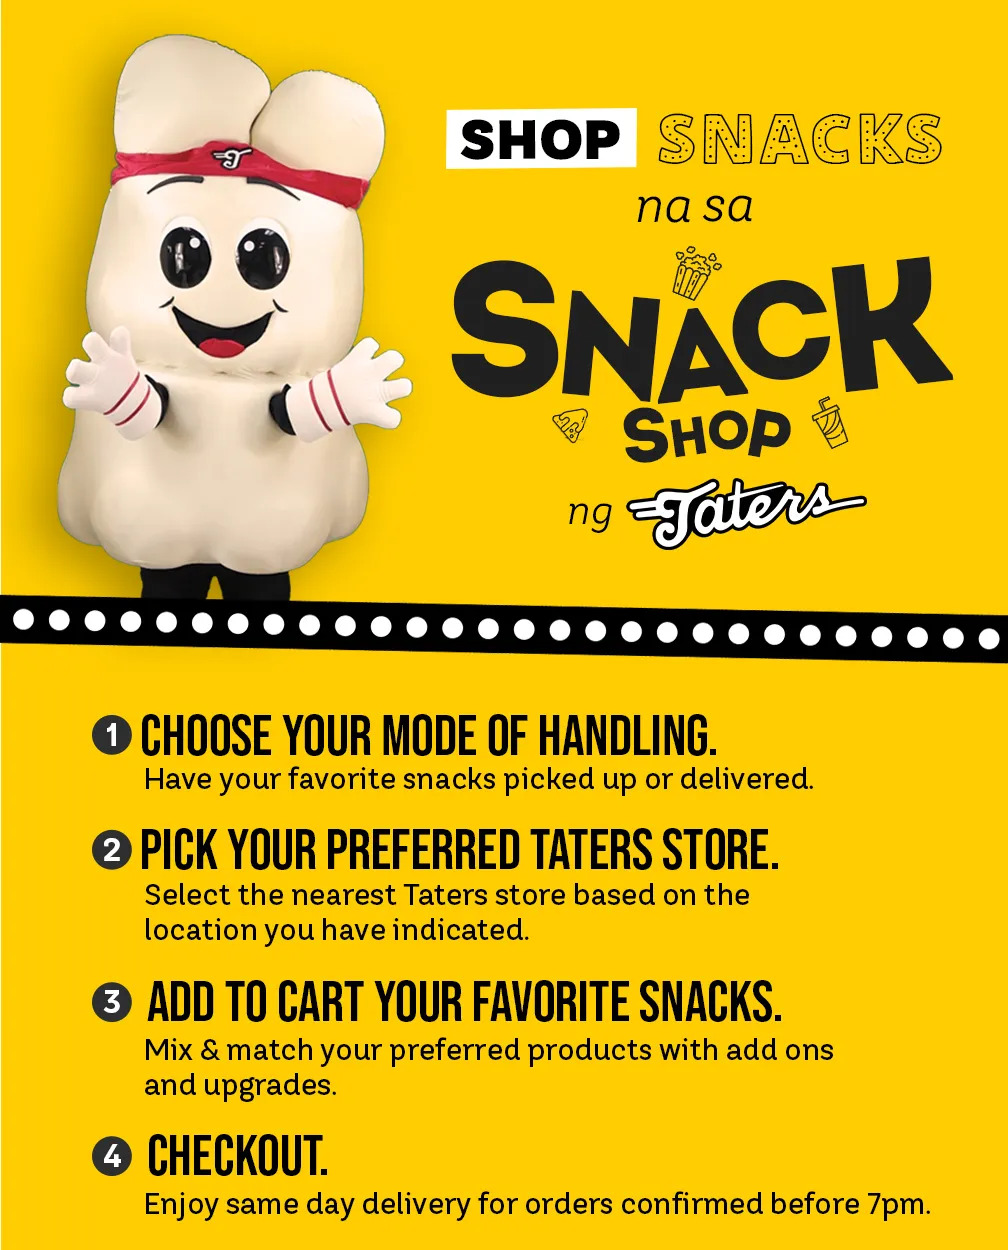 SHOP SNACKS
na sa
SNACK
SHOP
ng Taters
1 CHOOSE YOUR MODE OF HANDLING.
Have your favorite snacks picked up or delivered.
2 PICK YOUR PREFERRED TATERS STORE.
Select the nearest Taters store based on the
location you have indicated.
3 ADD TO CART YOUR FAVORITE SNACKS.
Mix & match your preferred products with add ons
and upgrades.
4 CHECKOUT.
Enjoy same day delivery for orders confirmed before 7pm.